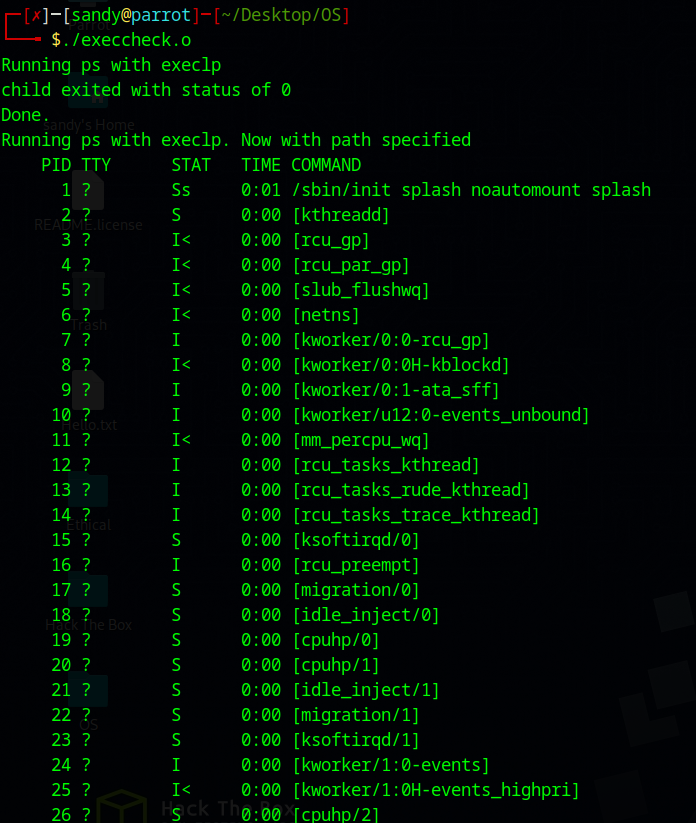 [✗]─[sandy@parrot]─[~/Desktop/OS]
$./execcheck.o
Running ps with execlp
child exited with status of 0
Done.
sandy's Home
Running ps with execlp. Now with path specified
PID TTY STAT TIME COMMAND
1 ? Ss 0:01 /sbin/init splash noautomount splash
2 ? S 0:00 [kthreadd]
README.license
3 ? I< 0:00 [rcu_gp]
4 ? I< 0:00 [rcu_par_gp]
5 ? I< 0:00 [slub_flushwq]
6 ? I< 0:00 [netns]
Trash
7 ? I 0:00 [kworker/0:0-rcu_gp]
8 ? I< 0:00 [kworker/0:0H-kblockd]
9 ? I 0:00 [kworker/0:1-ata_sff]
10 ? I 0:00 [kworker/u12:0-events_unbound]
Hello.txt
11 ? I< 0:00 [mm_percpu_wq]
12 ? I 0:00 [rcu_tasks_kthread]
13 ? I 0:00 [rcu_tasks_rude_kthread]
14 ? I 0:00 [rcu_tasks_trace_kthread]
Ethical
15 ? S 0:00 [ksoftirqd/0]
16 ? I 0:00 [rcu_preempt]
17 ? S 0:00 [migration/0]
18 ? S 0:00 [idle_inject/0]
Hack The Box
19 ? S 0:00 [cpuhp/0]
20 ? S 0:00 [cpuhp/1]
21 ? S 0:00 [idle_inject/1]
22 ? S 0:00 [migration/1]
OS
23 ? S 0:00 [ksoftirqd/1]
24 ? I 0:00 [kworker/1:0-events]
25 ? I< 0:00 [kworker/1:0H-events_highpri]
Hack The Box
26 ? S 0:00 [cpuhp/2]